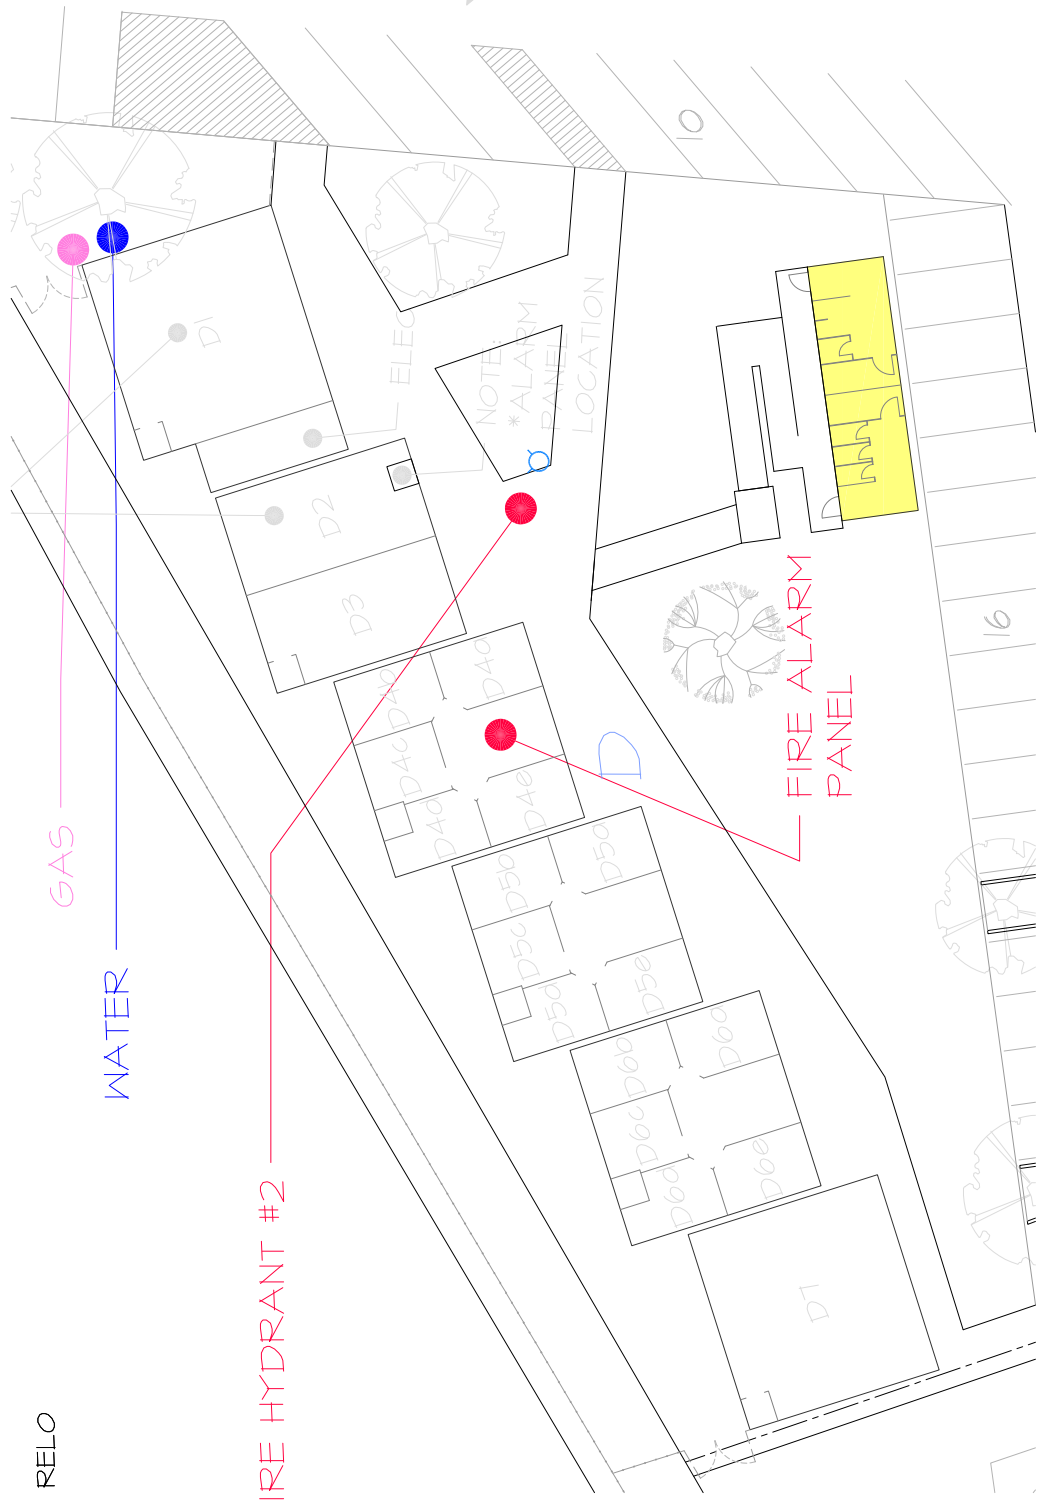 10
D1
ELEC
NOTE:
*ALARM
PANEL
LOCATION
D2
D3
16
D4b
D4a
D4c
D4d
D4e
D
FIRE ALARM
PANEL
GAS
D5b
D5a
D5c
D5d
D5e
WATER
D6b
D6a
D6c
D6d
D6e
IRE HYDRANT #2
D7
RELO